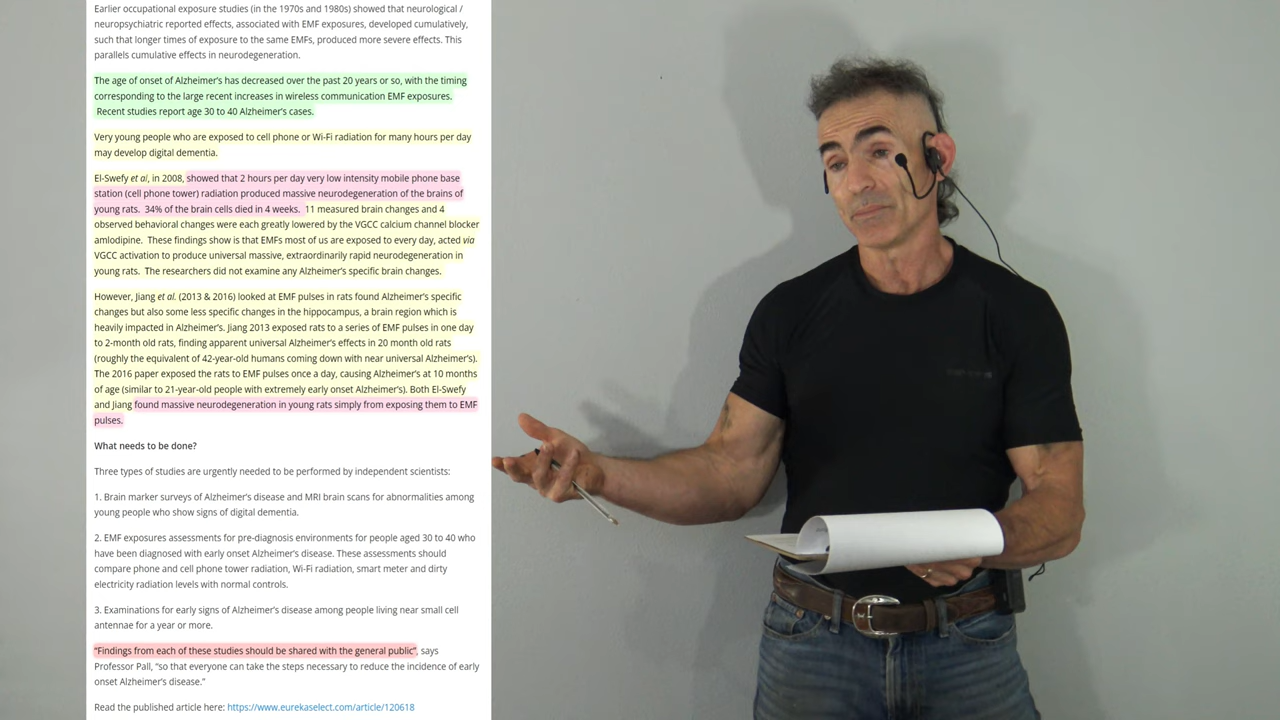 Earlier occupational exposure studies (in the 1970s and 1980s) showed that neurological /
neuropsychiatric reported effects, associated with EMF exposures, developed cumulatively,
such that longer times of exposure to the same EMFs, produced more severe effects. This
parallels cumulative effects in neurodegeneration.
The age of onset of Alzheimer's has decreased over the past 20 years or so, with the timing
corresponding to the large recent increases in wireless communication EMF exposures.
Recent studies report age 30 to 40 Alzheimer's cases.
Very young people who are exposed to cell phone or Wi-Fi radiation for many hours per day
may develop digital dementia.
El-Swefy et al, in 2008, showed that 2 hours per day very low intensity mobile phone base
station (cell phone tower) radiation produced massive neurodegeneration of the brains of
young rats. 34% of the brain cells died in 4 weeks. 11 measured brain changes and 4
observed behavioral changes were each greatly lowered by the VGCC calcium channel blocker
amlodipine. These findings show is that EMFs most of us are exposed to every day, acted via
VGCC activation to produce universal massive, extraordinarily rapid neurodegeneration in
young rats. The researchers did not examine any Alzheimer's specific brain changes.
However, Jiang et al. (2013 & 2016) looked at EMF pulses in rats found Alzheimer's specific
changes but also some less specific changes in the hippocampus, a brain region which is
heavily impacted in Alzheimer's. Jiang 2013 exposed rats to a series of EMF pulses in one day
to 2-month old rats, finding apparent universal Alzheimer's effects in 20 month old rats
(roughly the equivalent of 42-year-old humans coming down with near universal Alzheimer's).
The 2016 paper exposed the rats to EMF pulses once a day, causing Alzheimer's at 10 months
of age (similar to 21-year-old people with extremely early onset Alzheimer's). Both El-Swefy
and Jiang found massive neurodegeneration in young rats simply from exposing them to EMF
pulses.
What needs to be done?
Three types of studies are urgently needed to be performed by independent scientists:
1. Brain marker surveys of Alzheimer's disease and MRI brain scans for abnormalities among
young people who show signs of digital dementia.
2. EMF exposures assessments for pre-diagnosis environments for people aged 30 to 40 who
have been diagnosed with early onset Alzheimer's disease. These assessments should
compare phone and cell phone tower radiation, Wi-Fi radiation, smart meter and dirty
electricity radiation levels with normal controls.
3. Examinations for early signs of Alzheimer's disease among people living near small cell
antennae for a year or more.
"Findings from each of these studies should be shared with the general public", says
Professor Pall, "so that everyone can take the steps necessary to reduce the incidence of early
onset Alzheimer's disease."
Read the published article here: https://www.eurekaselect.com/article/120618